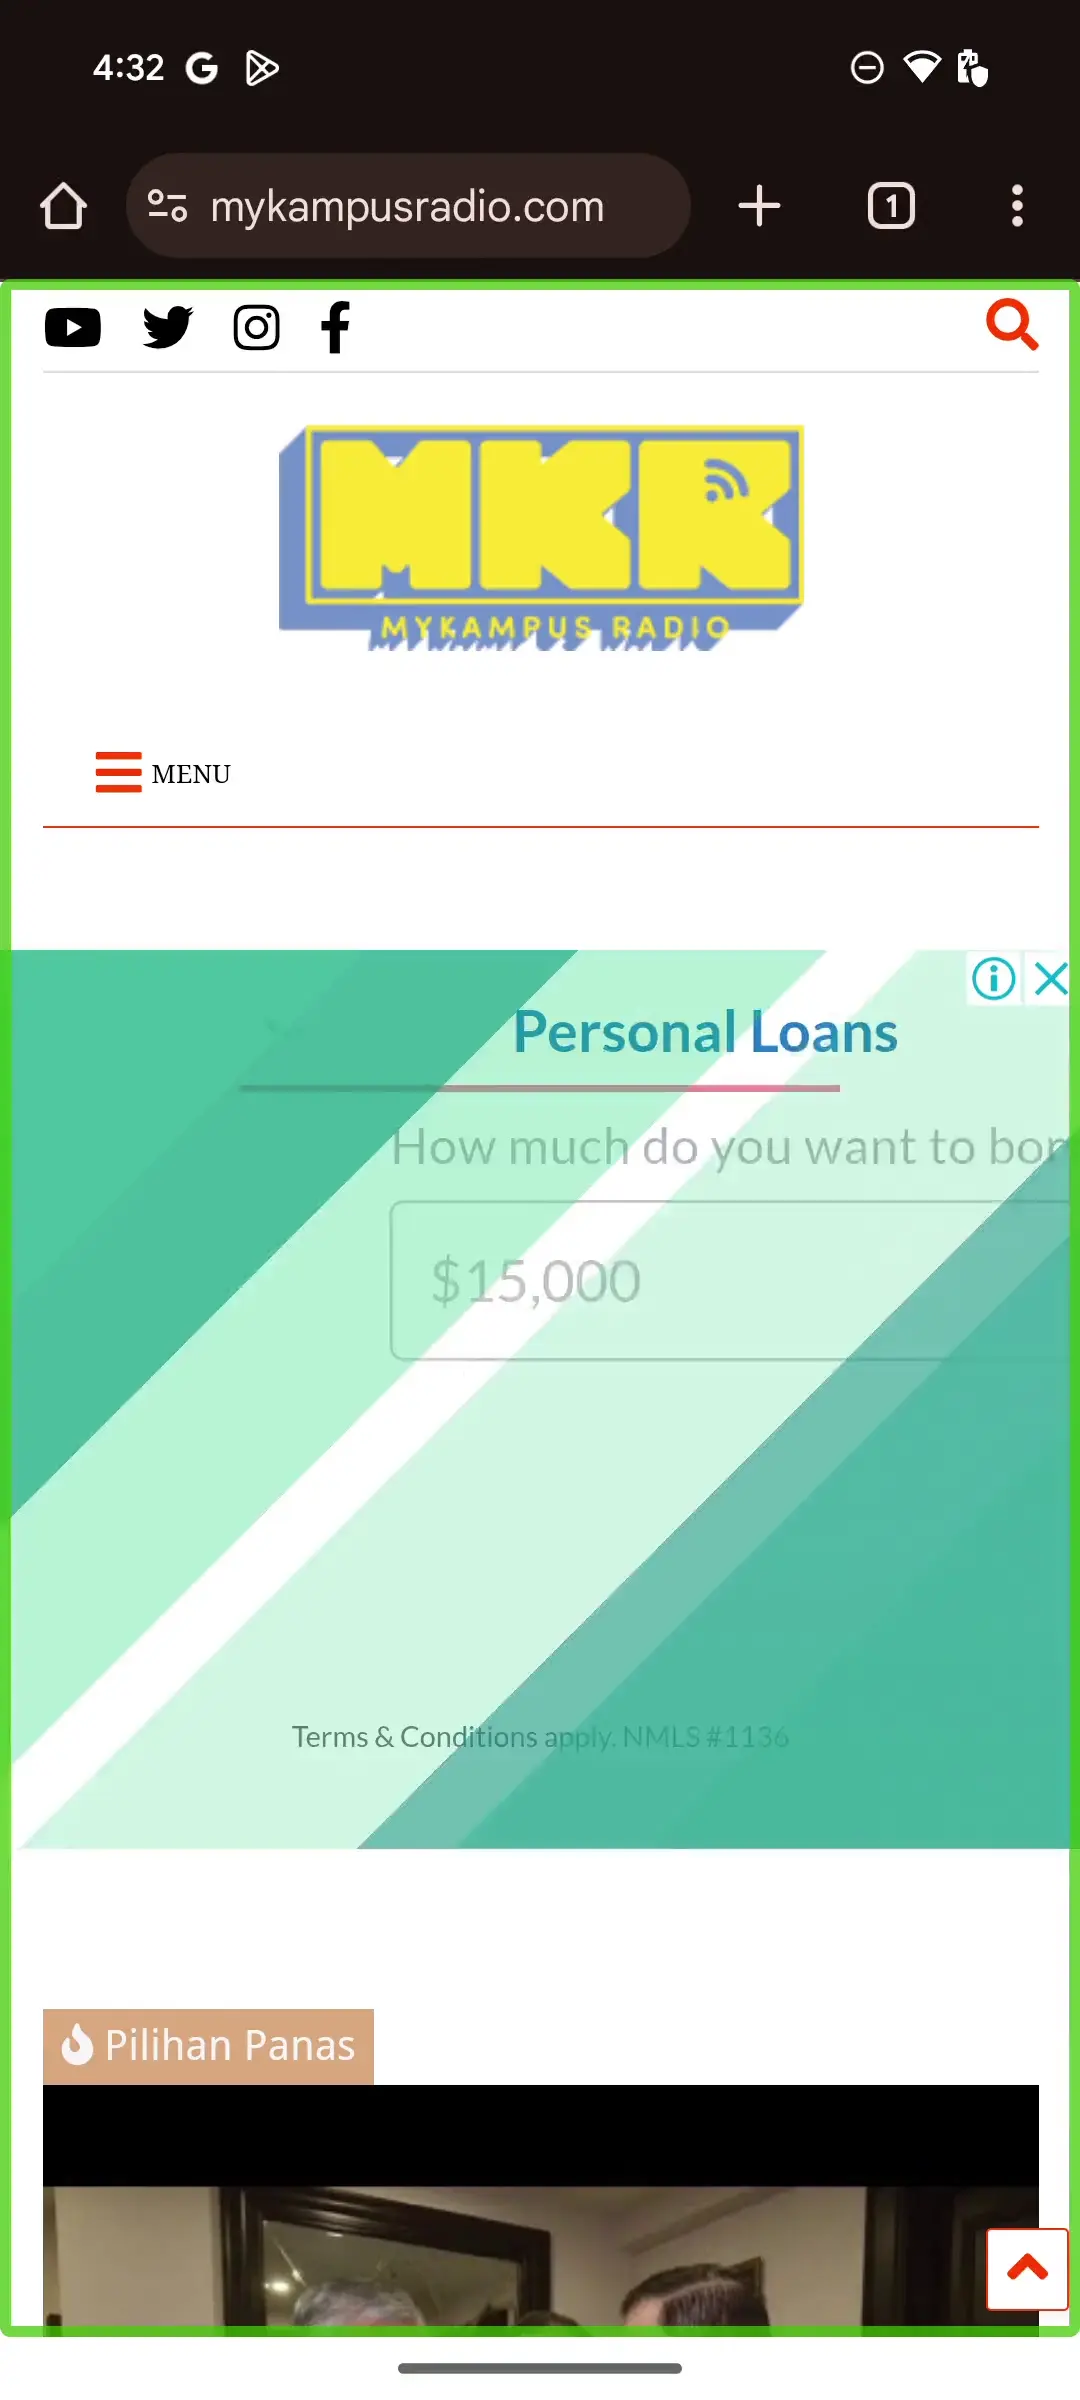 4:32
mykampusradio.com
1
MKR
MYKAMPUS RADIO
MENU
Personal Loans
How much do you want to bor
$15,000
Terms & Conditions apply. NMLS #1136
Pilihan Panas